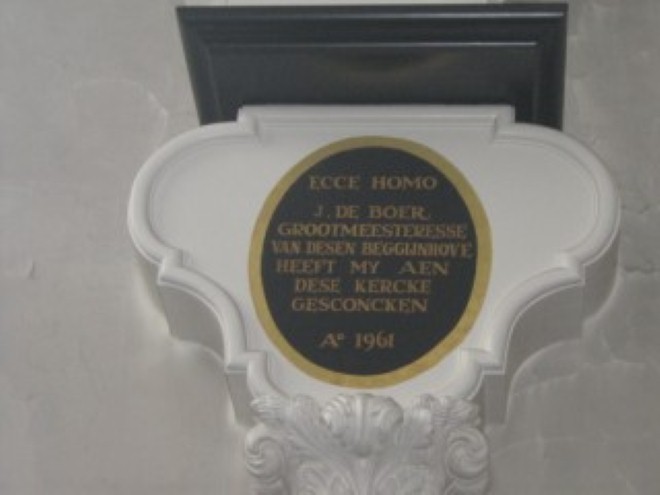 ECCE HOMO
J. DE BOER
GROOTMEESTERESSE
VAN DESEN BEGGIJNHOVE
HEEFT MY AEN
DESE KERCKE
GESCONCKEN
Aº 1961